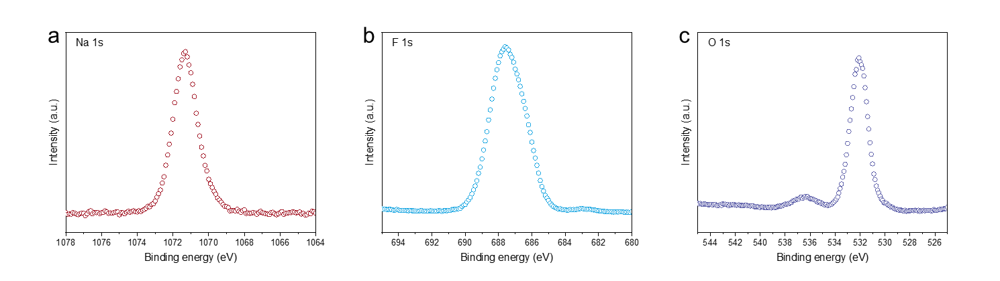 a
Na 1s
Intensity (a.u.)
1078 1076 1074 1072 1070 1068 1066 1064
Binding energy (eV)
b
F 1s
Intensity (a.u.)
694 692 690 688 686 684 682 680
Binding energy (eV)
c
O 1s
Intensity (a.u.)
544 542 540 538 536 534 532 530 528 526
Binding energy (eV)